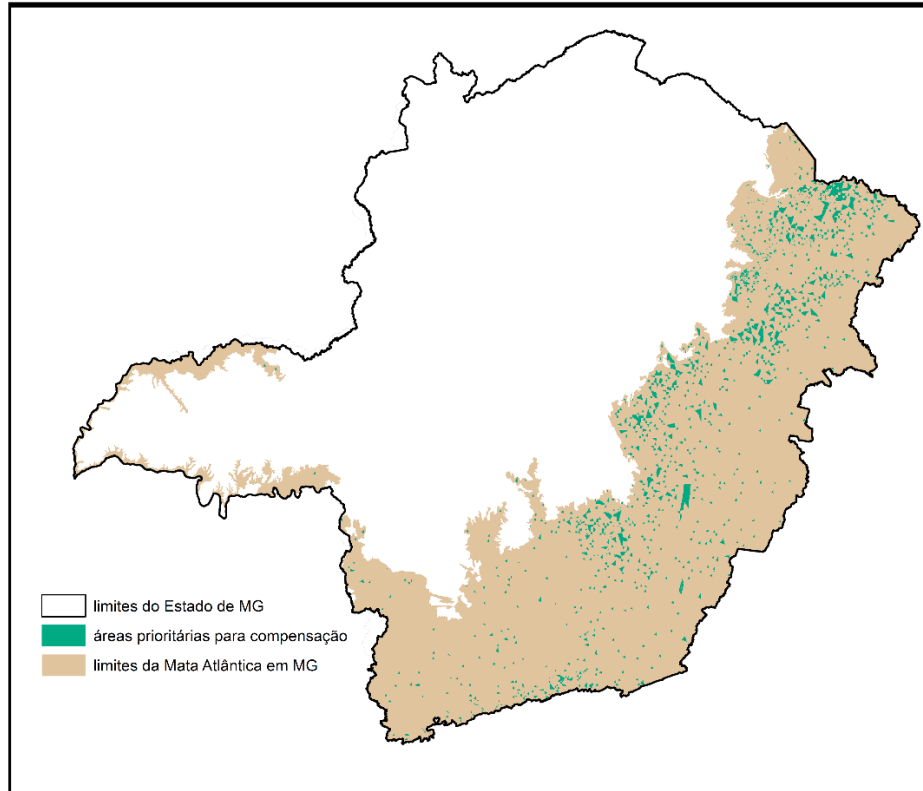 limites do Estado de MG
áreas prioritárias para compensação
limites da Mata Atlântica em MG